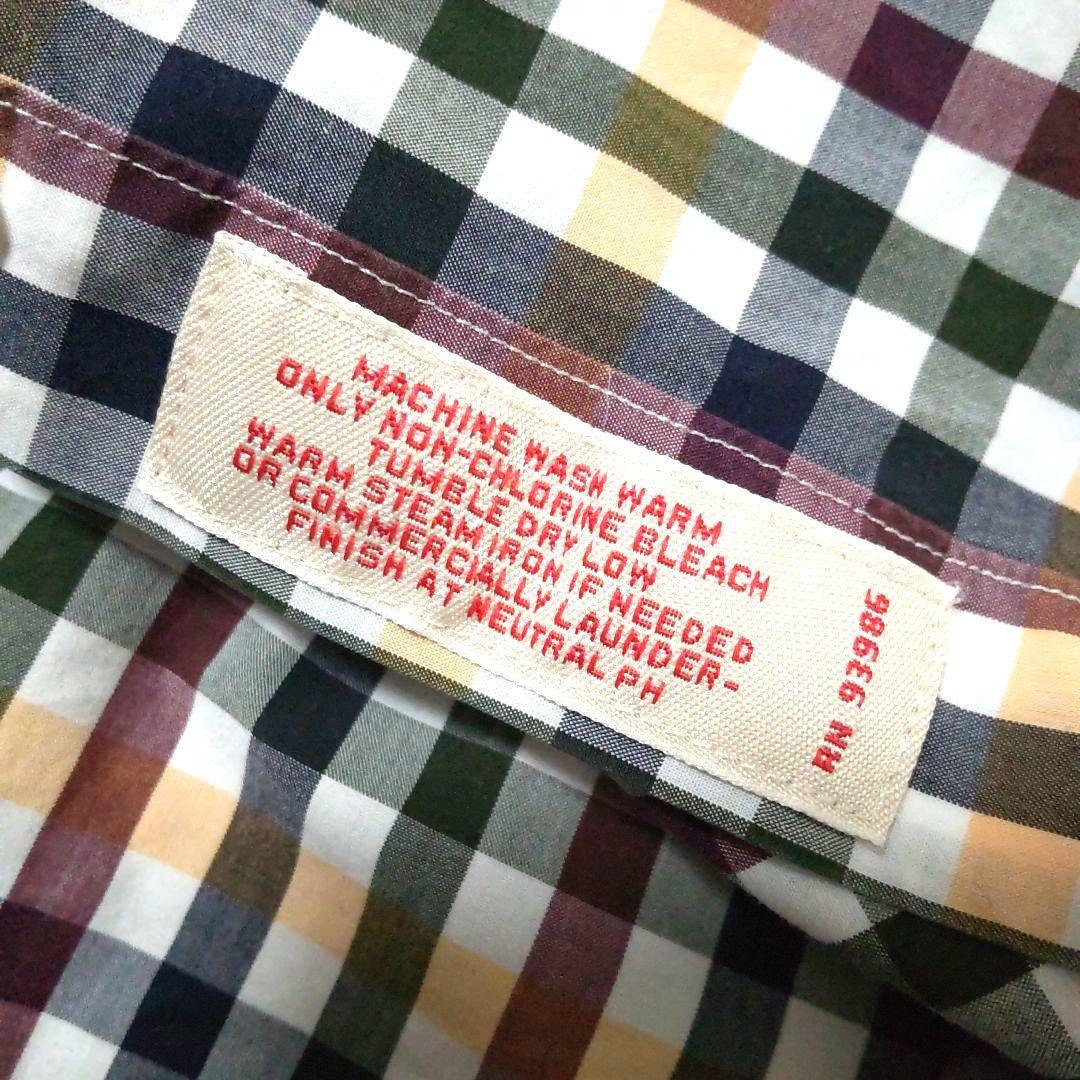 MACHINE WASH WARM
ONLY NON-CHLORINE BLEACH
TUMBLE DRY LOW
WARM STEAM IRON IF NEEDED
OR COMMERCIALLY LAUNDER-
FINISH AT NEUTRAL PH
RN 93698